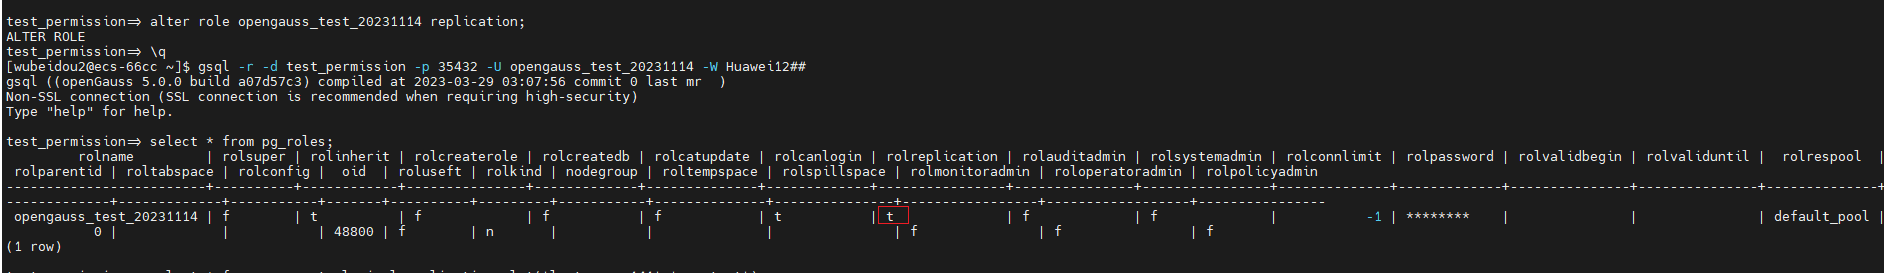 test_permission=> alter role opengauss_test_20231114 replication;
ALTER ROLE
test_permission=> \q
[wubeidou2@ecs-66cc ~]$ gsql -r -d test_permission -p 35432 -U opengauss_test_20231114 -W Huawei12##
gsql ((openGauss 5.0.0 build a07d57c3) compiled at 2023-03-29 03:07:56 commit 0 last mr  )
Non-SSL connection (SSL connection is recommended when requiring high-security)
Type "help" for help.
test_permission=> select * from pg_roles;
rolname | rolsuper | rolinherit | rolcreaterole | rolcreatedb | rolcatupdate | rolcanlogin | rolreplication | rolauditadmin | rolsystemadmin | rolconnlimit | rolpassword | rolvalidbegin | rolvaliduntil | rolrespool |
rolparentid | roltabspace | rolconfig | oid | roluseft | rolkind | nodegroup | roltempspace | rolspillspace | rolmonitoradmin | roloperatoradmin | rolpolicyadmin
opengauss_test_20231114 | f | t | f | f | f | t | t | f | f | -1 | ******** | | | default_pool |
0 | | | 48800 | f | n | | | | f | f | f
(1 row)